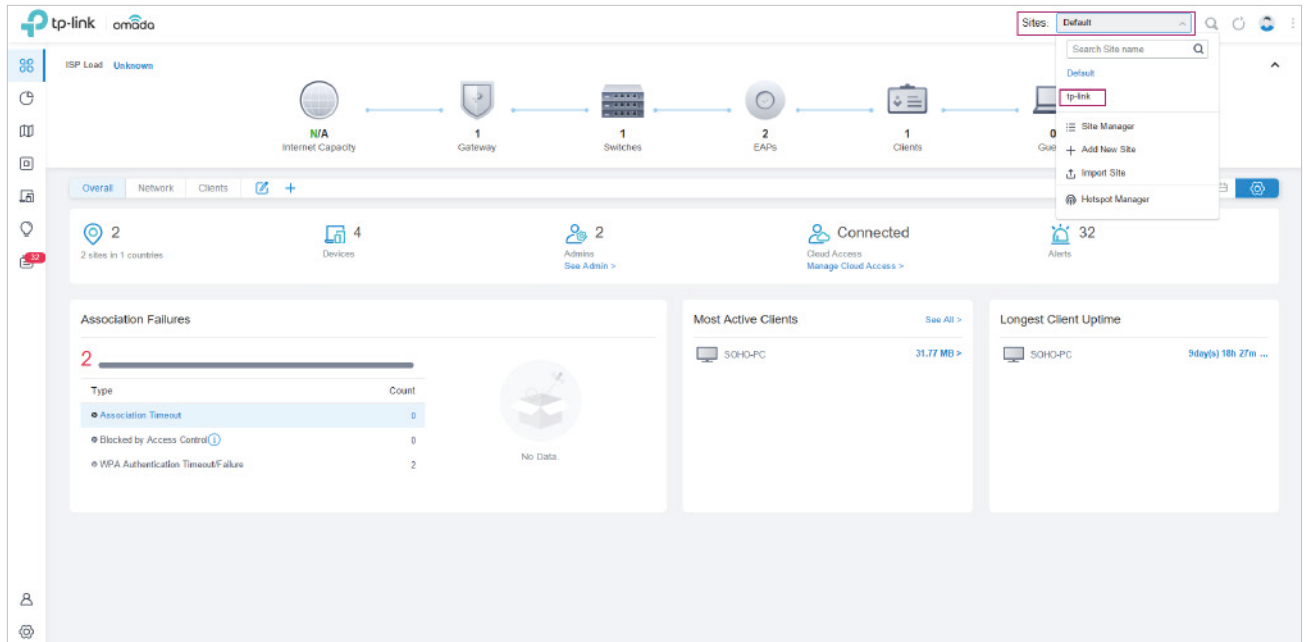 tp-link omada
Sites: Default
Search Site name
Default
tp-link
Site Manager
Add New Site
Import Site
Hotspot Manager
ISP Load Unknown
N/A
Internet Capacity
1
Gateway
1
Switches
2
EAPs
1
Clients
0
Gue
Overall Network Clients
32
2
2 sites in 1 countries
4
Devices
2
Admins
See Admin >
Connected
Cloud Access
Manage Cloud Access >
32
Alerts
Association Failures
2
Type Count
Association Timeout 0
Blocked by Access Control 0
WPA Authentication Timeout/Failure 2
No Data.
Most Active Clients See All >
SOHO-PC 31.77 MB >
Longest Client Uptime
SOHO-PC 9day(s) 18h 27m ...